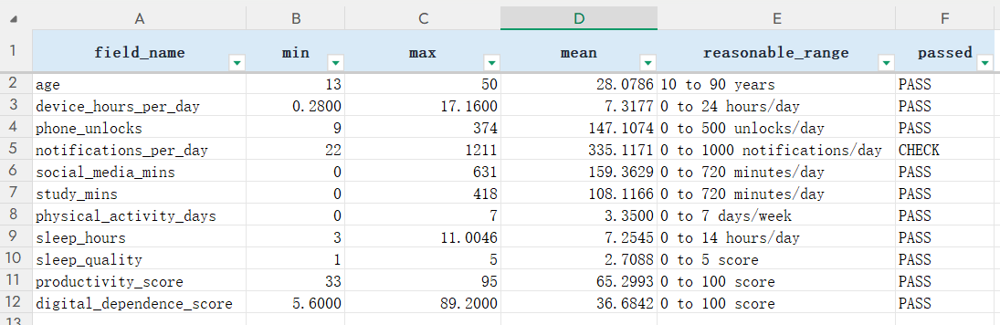 A B C D E F
1 field_name min max mean reasonable_range passed
2 age 13 50 28.0786 10 to 90 years PASS
3 device_hours_per_day 0.2800 17.1600 7.3177 0 to 24 hours/day PASS
4 phone_unlocks 9 374 147.1074 0 to 500 unlocks/day PASS
5 notifications_per_day 22 1211 335.1171 0 to 1000 notifications/day CHECK
6 social_media_mins 0 631 159.3629 0 to 720 minutes/day PASS
7 study_mins 0 418 108.1166 0 to 720 minutes/day PASS
8 physical_activity_days 0 7 3.3500 0 to 7 days/week PASS
9 sleep_hours 3 11.0046 7.2545 0 to 14 hours/day PASS
10 sleep_quality 1 5 2.7088 0 to 5 score PASS
11 productivity_score 33 95 65.2993 0 to 100 score PASS
12 digital_dependence_score 5.6000 89.2000 36.6842 0 to 100 score PASS
13